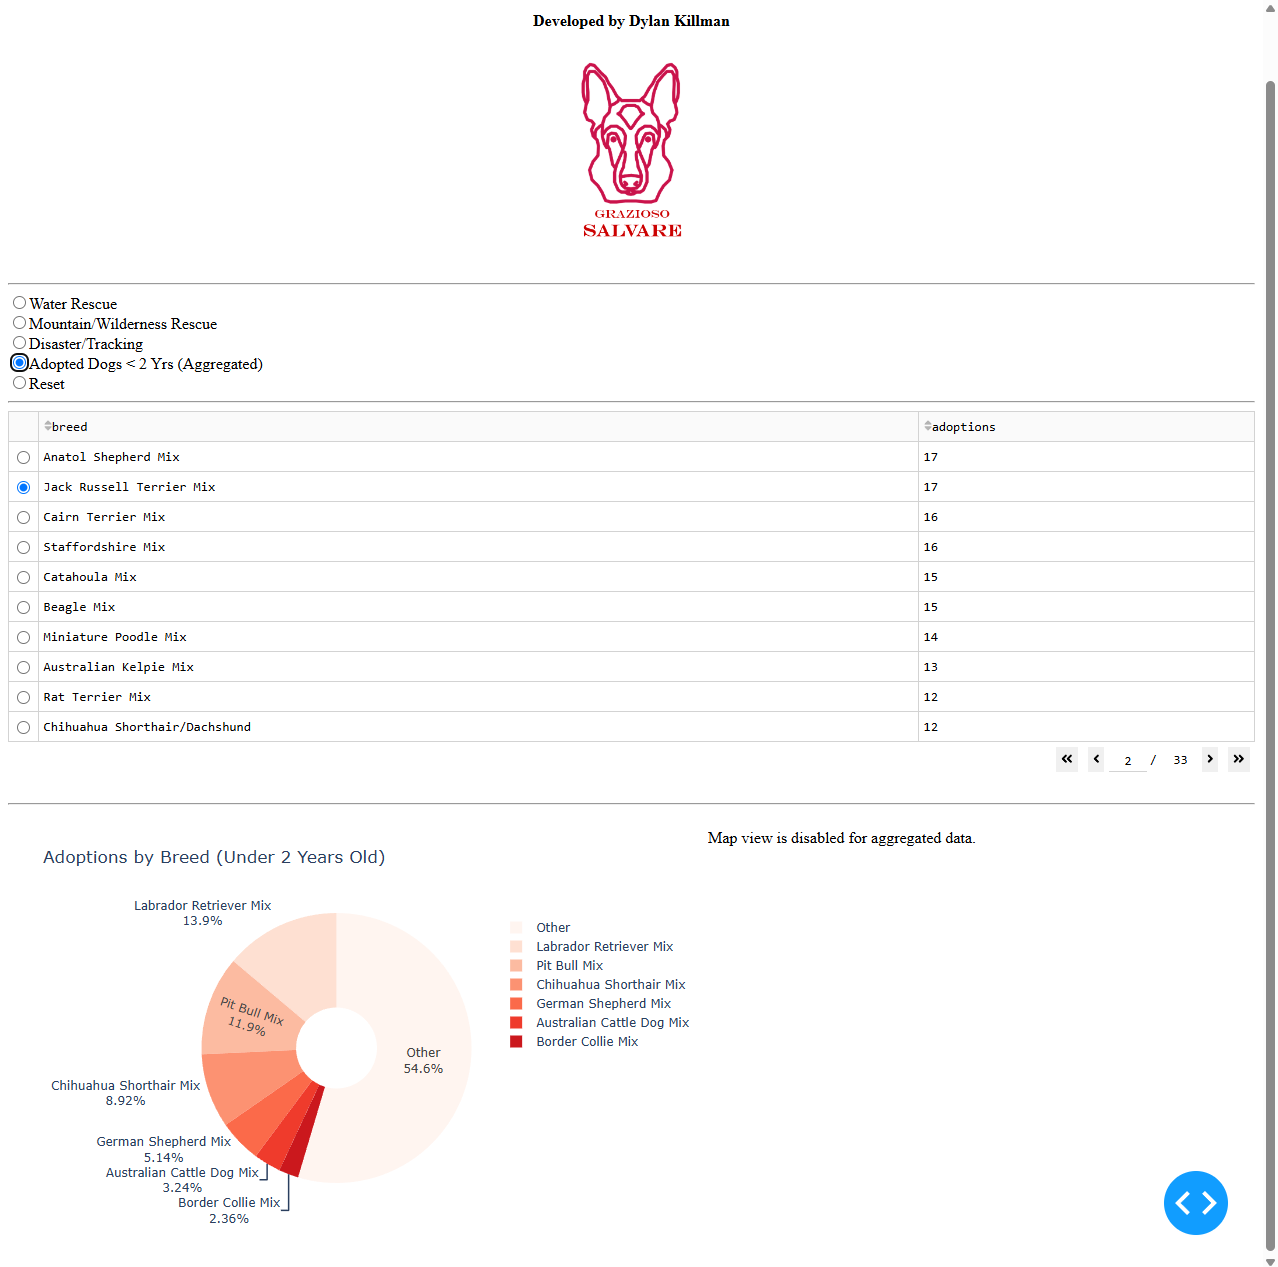 Developed by Dylan Killman
GRAZIOSO
SALVARE
Water Rescue
Mountain/Wilderness Rescue
Disaster/Tracking
Adopted Dogs < 2 Yrs (Aggregated)
Reset
breed adoptions
Anatol Shepherd Mix 17
Jack Russell Terrier Mix 17
Cairn Terrier Mix 16
Staffordshire Mix 16
Catahoula Mix 15
Beagle Mix 15
Miniature Poodle Mix 14
Australian Kelpie Mix 13
Rat Terrier Mix 12
Chihuahua Shorthair/Dachshund 12
2 / 33
Map view is disabled for aggregated data.
Adoptions by Breed (Under 2 Years Old)
Labrador Retriever Mix
13.9%
Pit Bull Mix
11.9%
Other
54.6%
Chihuahua Shorthair Mix
8.92%
German Shepherd Mix
5.14%
Australian Cattle Dog Mix
3.24%
Border Collie Mix
2.36%
Other
Labrador Retriever Mix
Pit Bull Mix
Chihuahua Shorthair Mix
German Shepherd Mix
Australian Cattle Dog Mix
Border Collie Mix